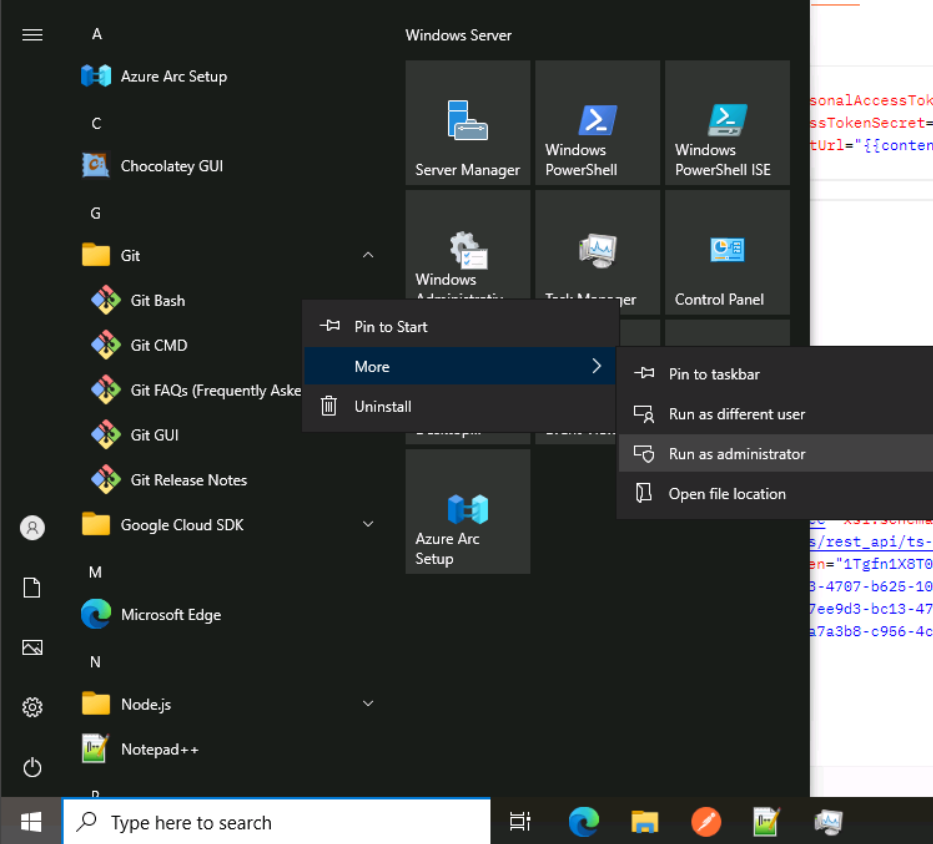 A
Azure Arc Setup
C
Chocolatey GUI
G
Git
Git Bash
Git CMD
Git FAQs (Frequently Aske
Git GUI
Git Release Notes
Google Cloud SDK
M
Microsoft Edge
N
Node.js
Notepad++
Windows Server
Server Manager
Windows
PowerShell
Windows
PowerShell ISE
Windows
Task Manager
Control Panel
Azure Arc
Setup
Pin to Start
More
Uninstall
Pin to taskbar
Run as different user
Run as administrator
Open file location
sonalAccessTok
ssTokenSecret=
tUrl="{{conten
s/rest_api/ts-
en="1Tgfn1X8T0
3-4707-b625-10
7ee9d3-bc13-47
a7a3b8-c956-4c
Type here to search